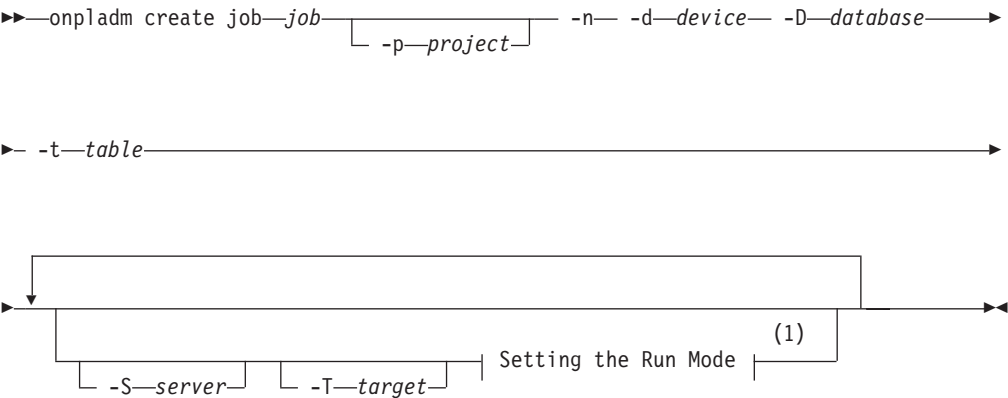 onpladm create job job -n -d device -D database
-p project
-t table
(1)
Setting the Run Mode
-S server -T target